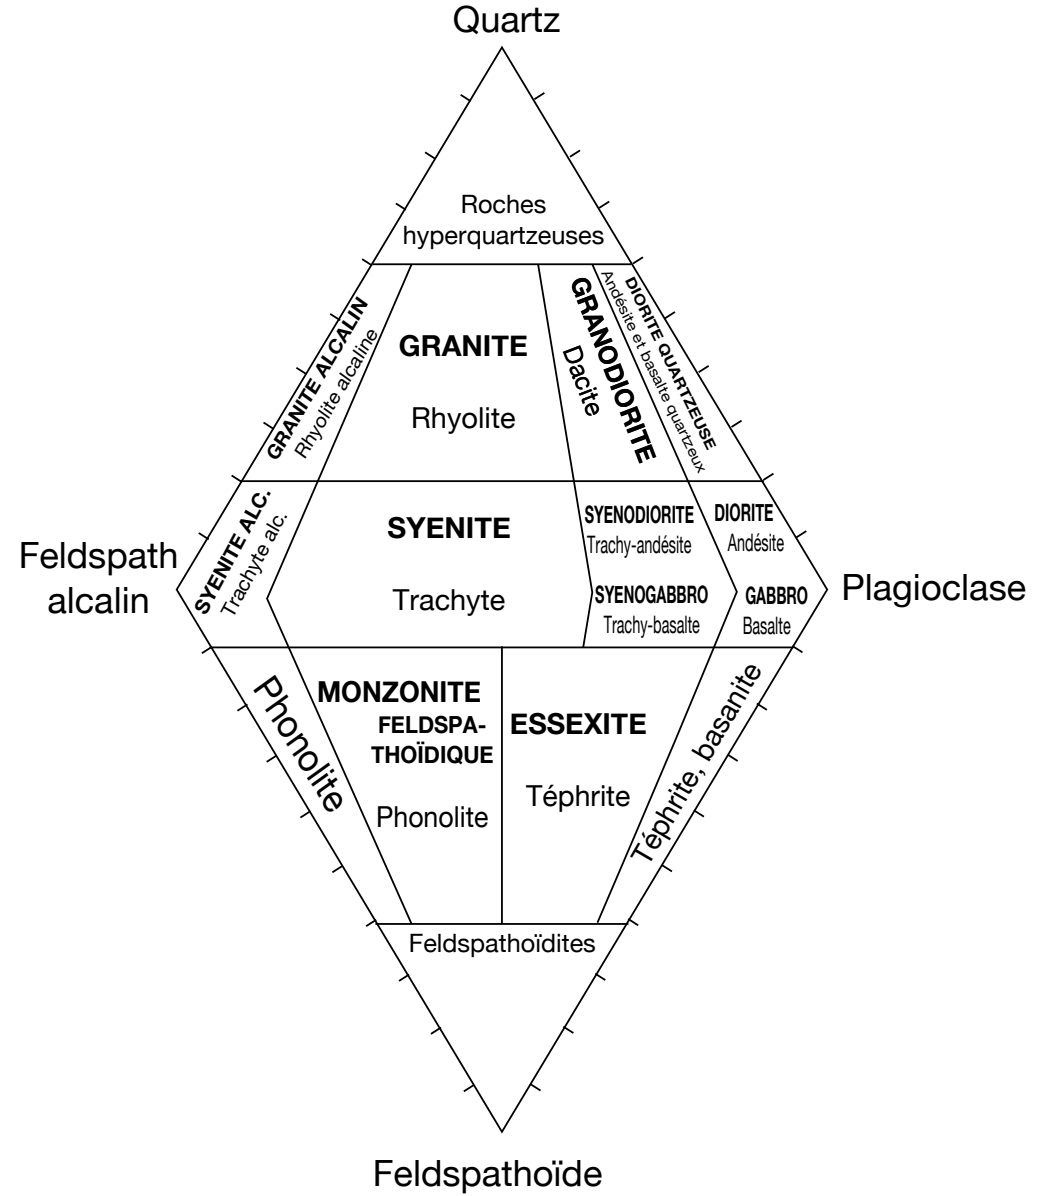 Quartz
Roches
hyperquartzeuses
GRANITE ALCALIN
Rhyolite alcaline
GRANITE
Rhyolite
GRANODIORITE
Dacite
DIORITE QUARTZEUSE
Andésite et basalte quartzeux
SYENITE ALC.
Trachyte alc.
SYENITE
Trachyte
SYENODIORITE
Trachy-andésite
SYENOGABBRO
Trachy-basalte
DIORITE
Andésite
GABBRO
Basalte
Feldspath
alcalin
Plagioclase
Phonolite
MONZONITE
FELDSPA-
THOÏDIQUE
Phonolite
ESSEXITE
Téphrite
Téphrite, basanite
Feldspathoïdites
Feldspathoïde